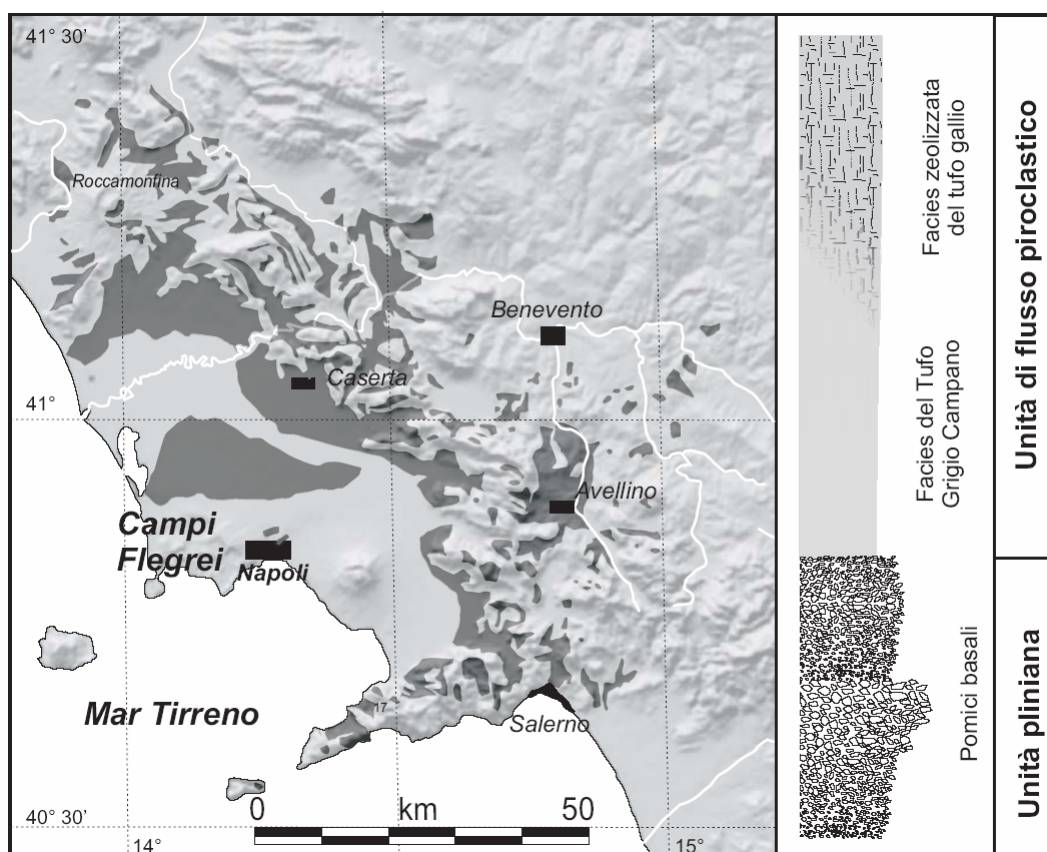 41° 30’
Roccamonfina
Benevento
Caserta
41°
Avellino
Campi
Flegrei
Napoli
17
Mar Tirreno
Salerno
0 km 50
40° 30’
14°
15°
Facies zeolizzata
del tufo gallio
Facies del Tufo
Grigio Campano
Pomici basali
Unità di flusso piroclastico
Unità pliniana